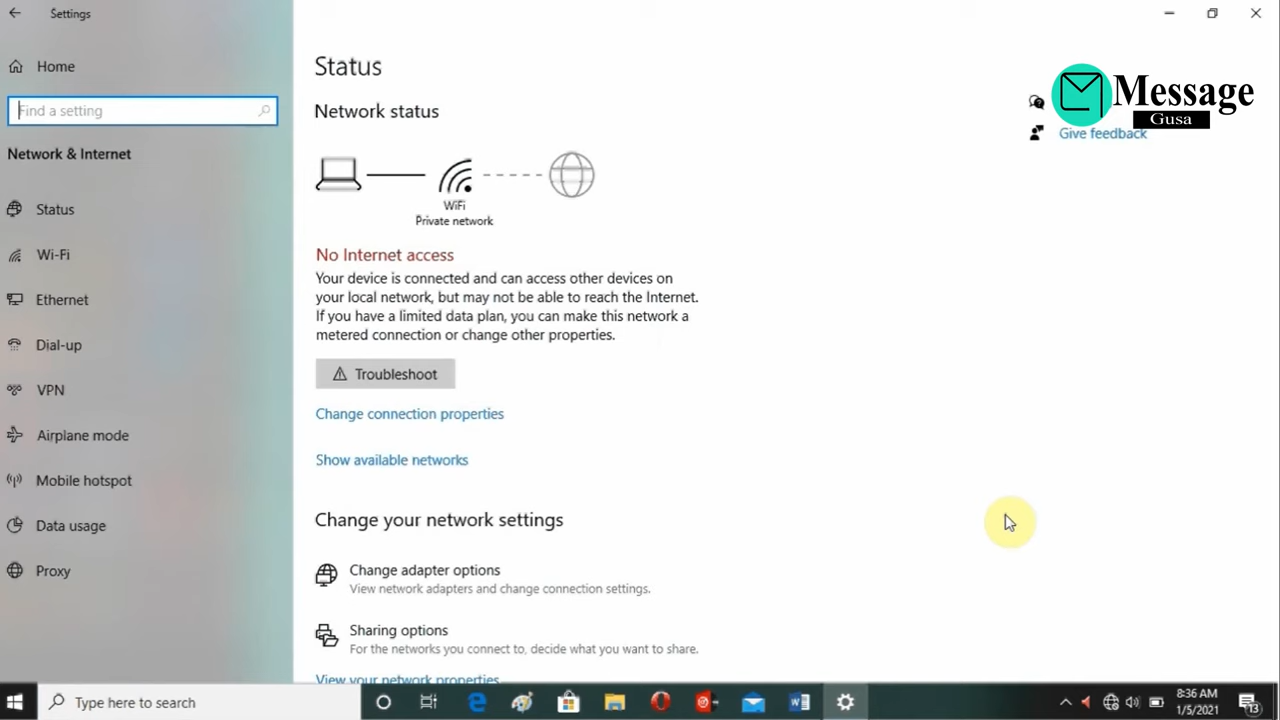 Settings
Home
Find a setting
Network & Internet
Status
Wi-Fi
Ethernet
Dial-up
VPN
Airplane mode
Mobile hotspot
Data usage
Proxy
Status
Network status
WiFi
Private network
No Internet access
Your device is connected and can access other devices on
your local network, but may not be able to reach the Internet.
If you have a limited data plan, you can make this network a
metered connection or change other properties.
Troubleshoot
Change connection properties
Show available networks
Change your network settings
Change adapter options
View network adapters and change connection settings.
Sharing options
For the networks you connect to, decide what you want to share.
View your network properties
Message
Gusa
Give feedback
Type here to search
8:36 AM
1/5/2021
13